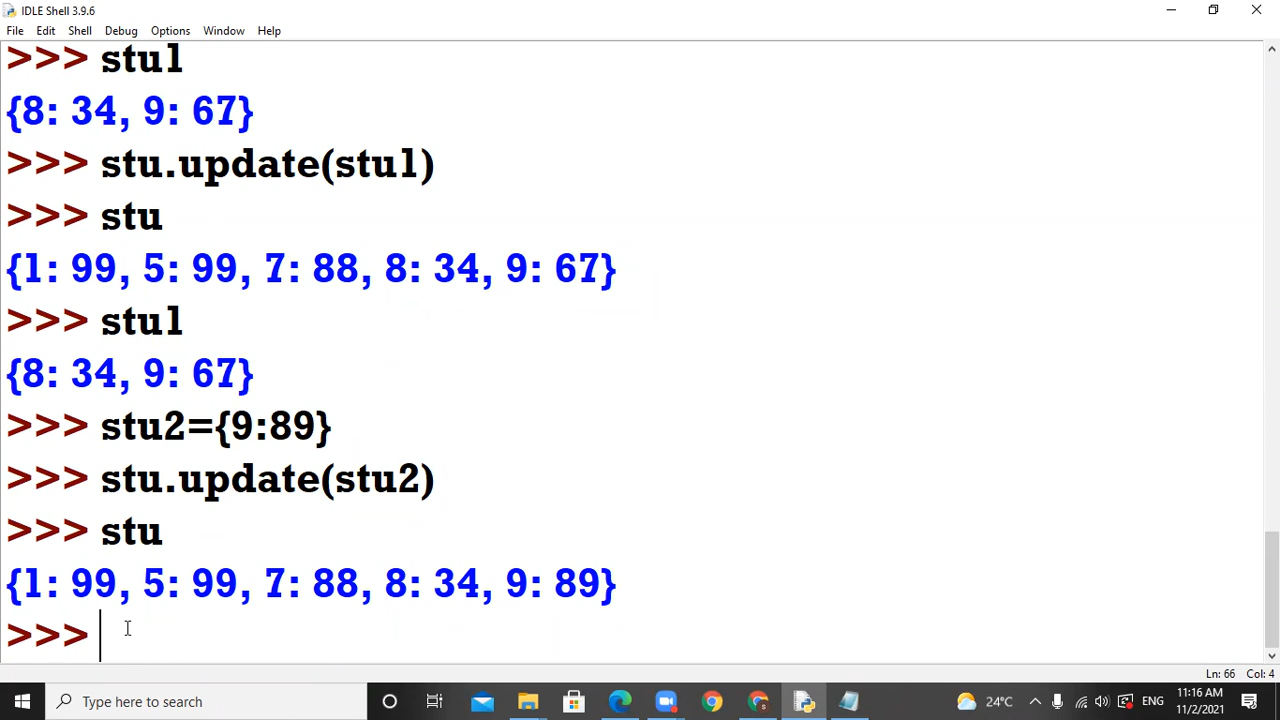 IDLE Shell 3.9.6
File Edit Shell Debug Options Window Help
>>> stu1
{8: 34, 9: 67}
>>> stu.update(stu1)
>>> stu
{1: 99, 5: 99, 7: 88, 8: 34, 9: 67}
>>> stu1
{8: 34, 9: 67}
>>> stu2={9:89}
>>> stu.update(stu2)
>>> stu
{1: 99, 5: 99, 7: 88, 8: 34, 9: 89}
>>>
Ln: 66 Col: 4
Type here to search
24°C
ENG
11:16 AM
11/2/2021